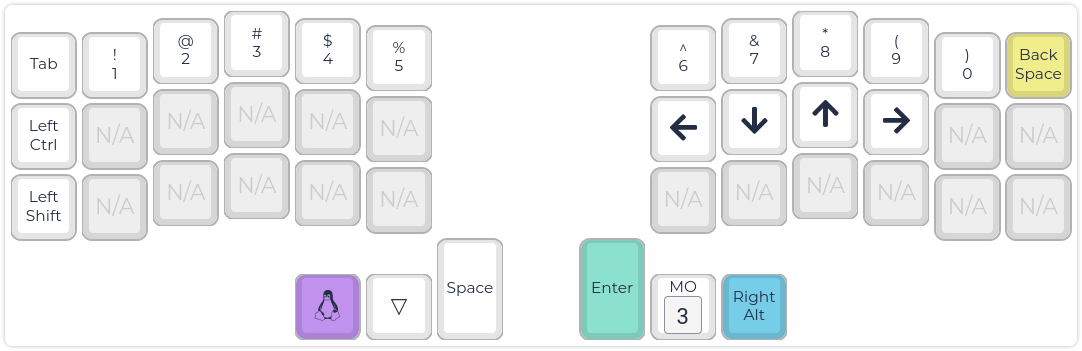 Tab
!
1
@
2
#
3
$
4
%
5
^
6
&
7
*
8
(
9
)
0
Back
Space
Left
Ctrl
N/A
N/A
N/A
N/A
N/A
←
↓
↑
→
N/A
N/A
Left
Shift
N/A
N/A
N/A
N/A
N/A
N/A
N/A
N/A
N/A
N/A
N/A
▽
Space
Enter
MO
3
Right
Alt